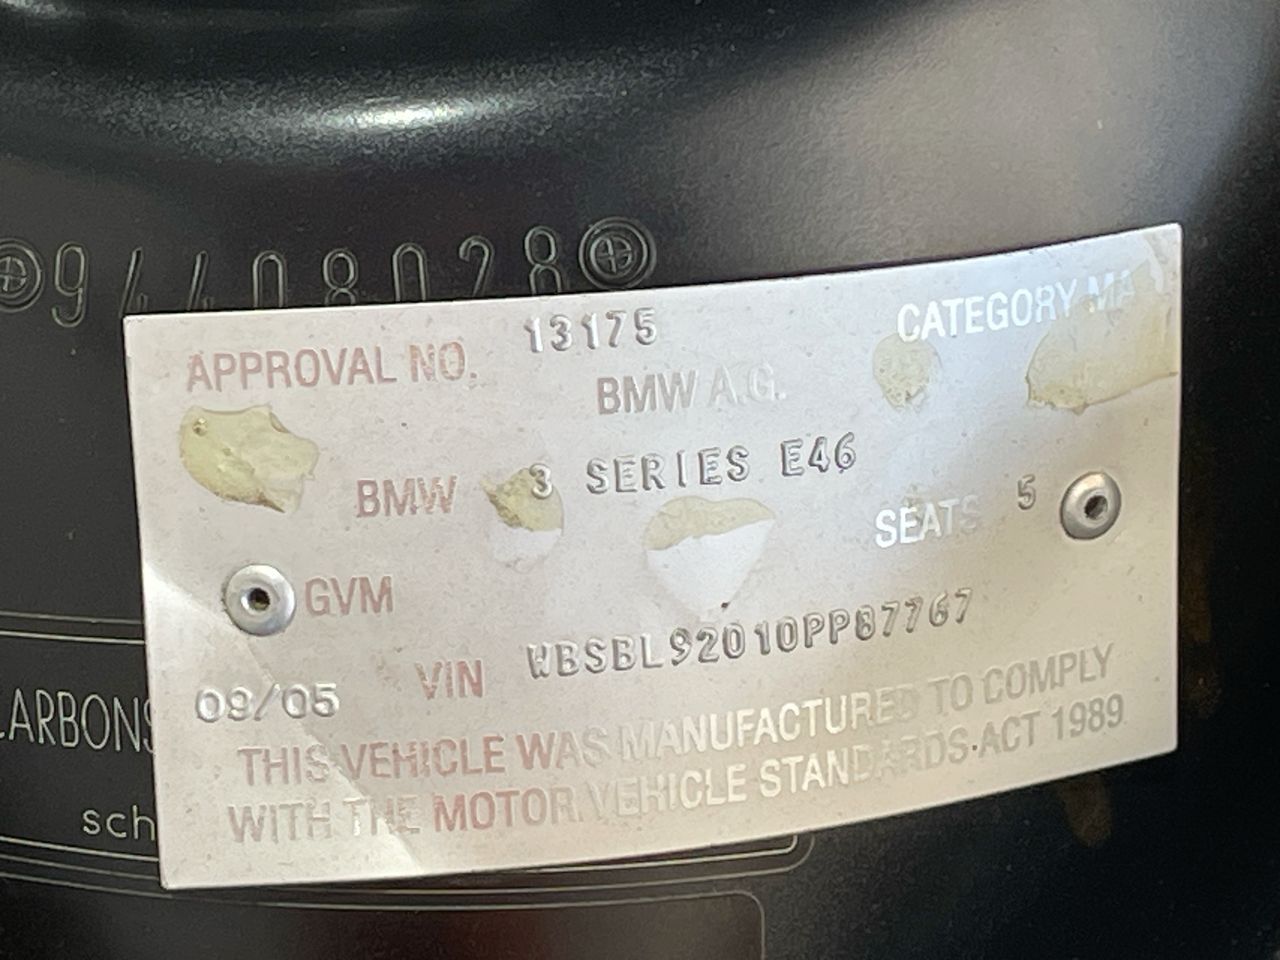 94408028
APPROVAL NO. 13175 CATEGORY MA
BMW A.G.
BMW 3 SERIES E46
SEATS 5
GVM
09/05 VIN WBSBL92010PP87767
THIS VEHICLE WAS MANUFACTURED TO COMPLY
WITH THE MOTOR VEHICLE STANDARDS ACT 1989